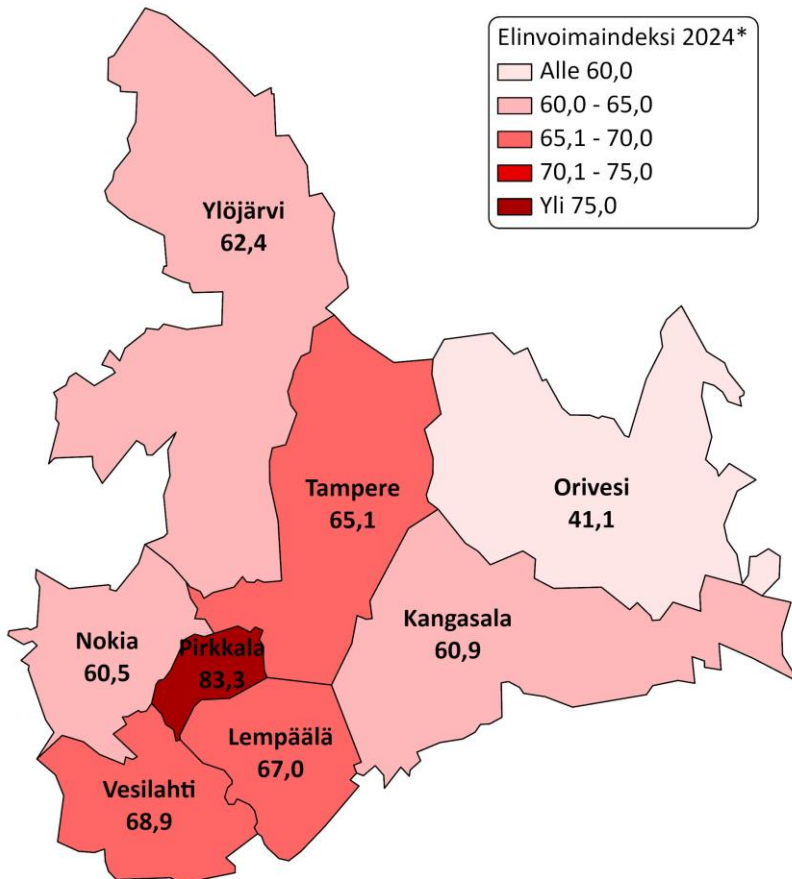 Elinvoimaindeksi 2024*
Alle 60,0
60,0 - 65,0
65,1 - 70,0
70,1 - 75,0
Yli 75,0
Ylöjärvi
62,4
Tampere
65,1
Orivesi
41,1
Kangasala
60,9
Nokia
60,5
Pirkkala
83,3
Lempäälä
67,0
Vesilahti
68,9